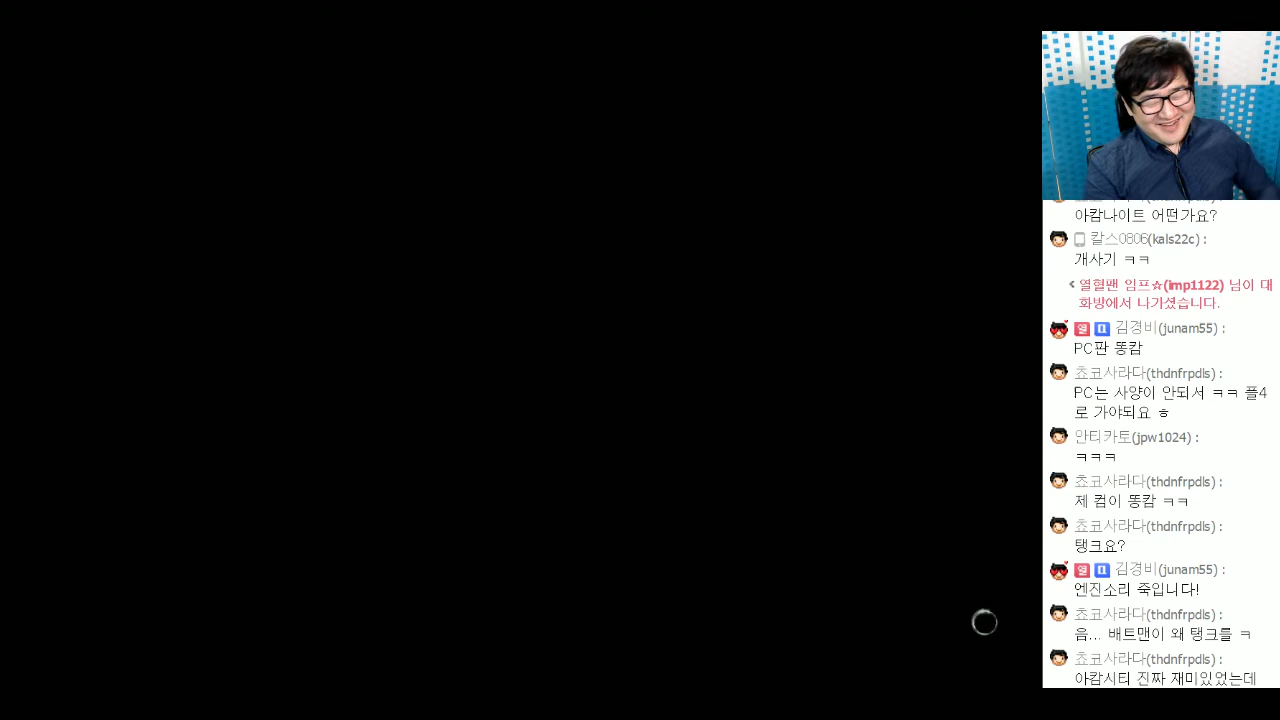 아캄나이트 어떤가요?
칼스0806(kals22c) :
개사기 ㅋㅋ
열혈팬 임프☆(imp1122) 님이 대
화방에서 나가셨습니다.
열 김경비(junam55) :
PC판 똥캄
쵸코사라다(thdnfrpdls) :
PC는 사양이 안되서 ㅋㅋ 플4
로 가야되요 ㅎ
안티카토(jpw1024) :
ㅋㅋㅋ
쵸코사라다(thdnfrpdls) :
제 컴이 똥캄 ㅋㅋ
쵸코사라다(thdnfrpdls) :
탱크요?
열 김경비(junam55) :
엔진소리 죽입니다!
쵸코사라다(thdnfrpdls) :
음... 배트맨이 왜 탱크를 ㅋ
쵸코사라다(thdnfrpdls) :
아캄시티 진짜 재미있었는데